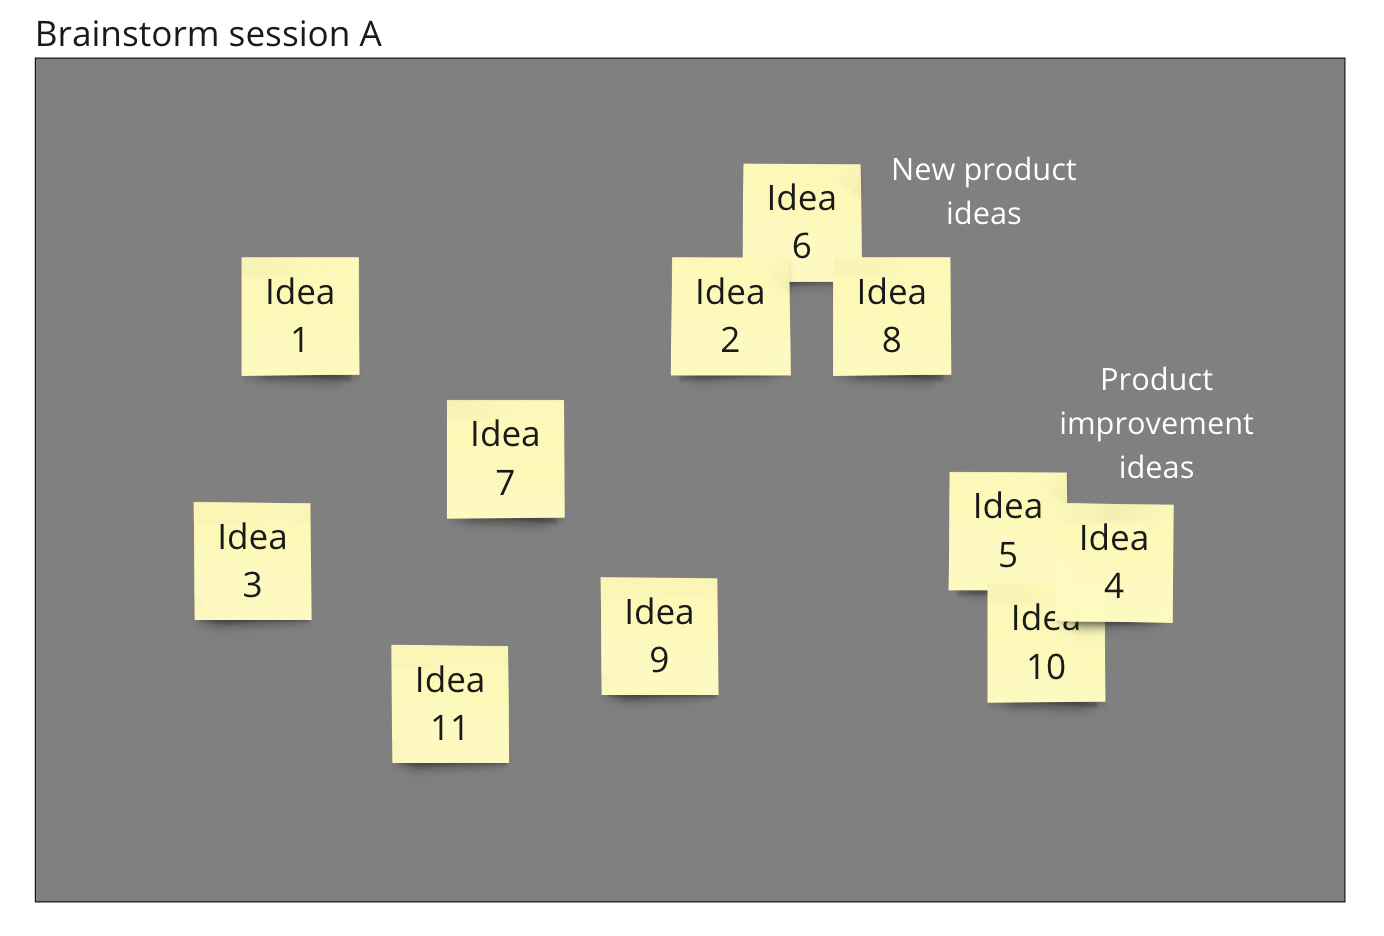 Brainstorm session A
New product
ideas
Idea
6
Idea
1
Idea
2
Idea
8
Product
improvement
ideas
Idea
7
Idea
5
Idea
4
Idea
3
Idea
9
Idea
10
Idea
11